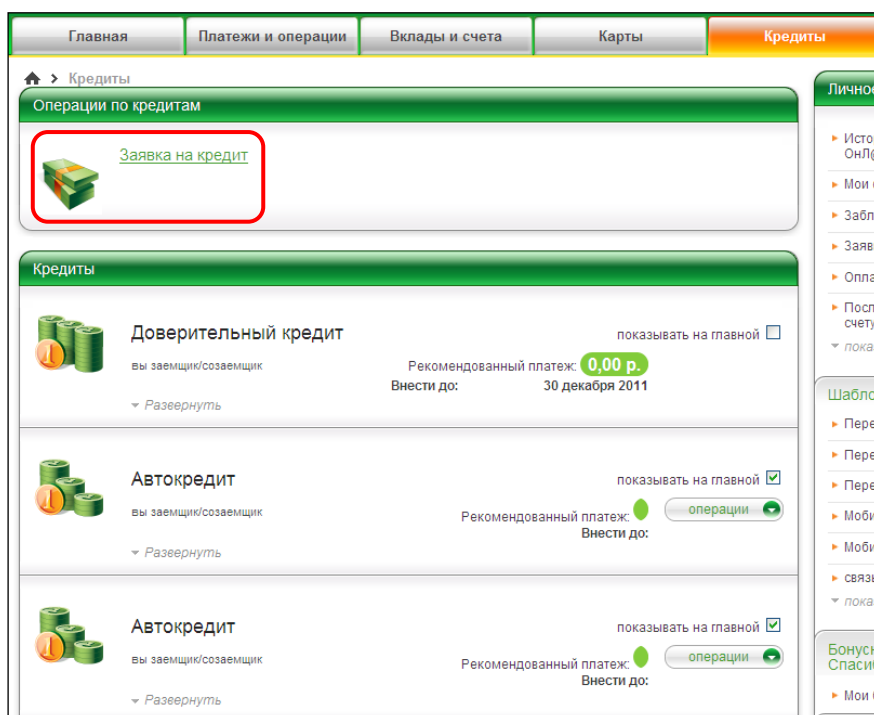 Главная Платежи и операции Вклады и счета Карты Кредиты
Кредиты
Операции по кредитам
Заявка на кредит
Кредиты
Доверительный кредит
показывать на главной
вы заемщик/созаемщик
Рекомендованный платеж: 0,00 р.
Внести до: 30 декабря 2011
Развернуть
Автокредит
показывать на главной
вы заемщик/созаемщик
Рекомендованный платеж: операции
Внести до:
Развернуть
Автокредит
показывать на главной
вы заемщик/созаемщик
Рекомендованный платеж: операции
Внести до:
Развернуть
Мои
счету
Мои